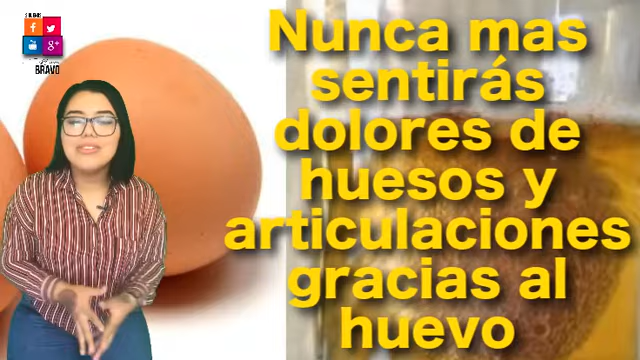 BRAVO
Nunca mas
sentirás
dolores de
huesos y
articulaciones
gracias al
huevo